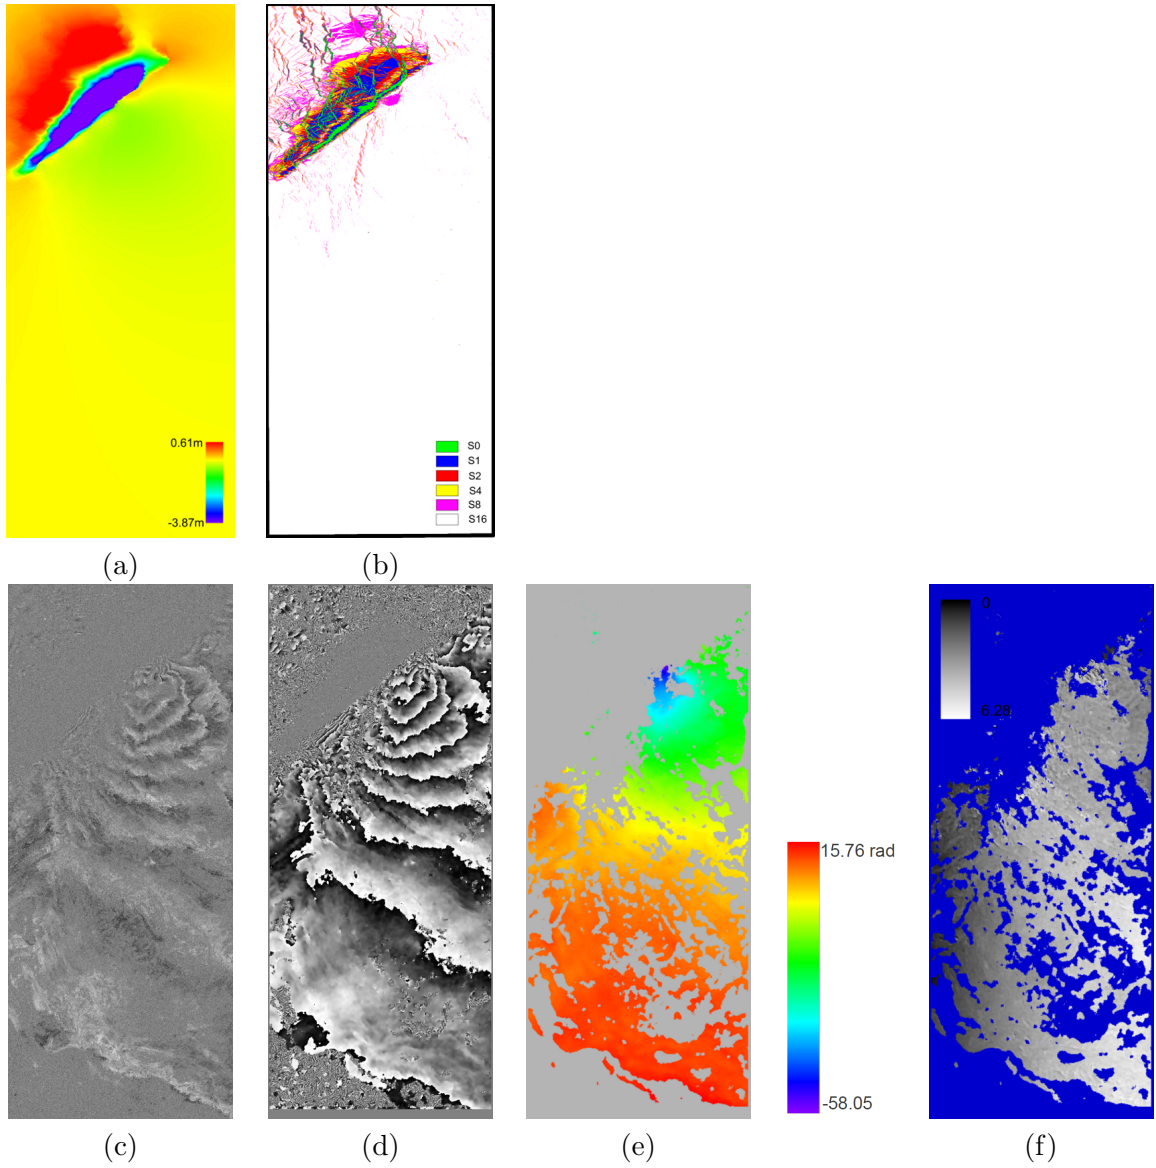 0.61m
-3.87m
S0
S1
S2
S4
S8
S16
(a)
(b)
0
6.28
15.76 rad
-58.05
(c)
(d)
(e)
(f)